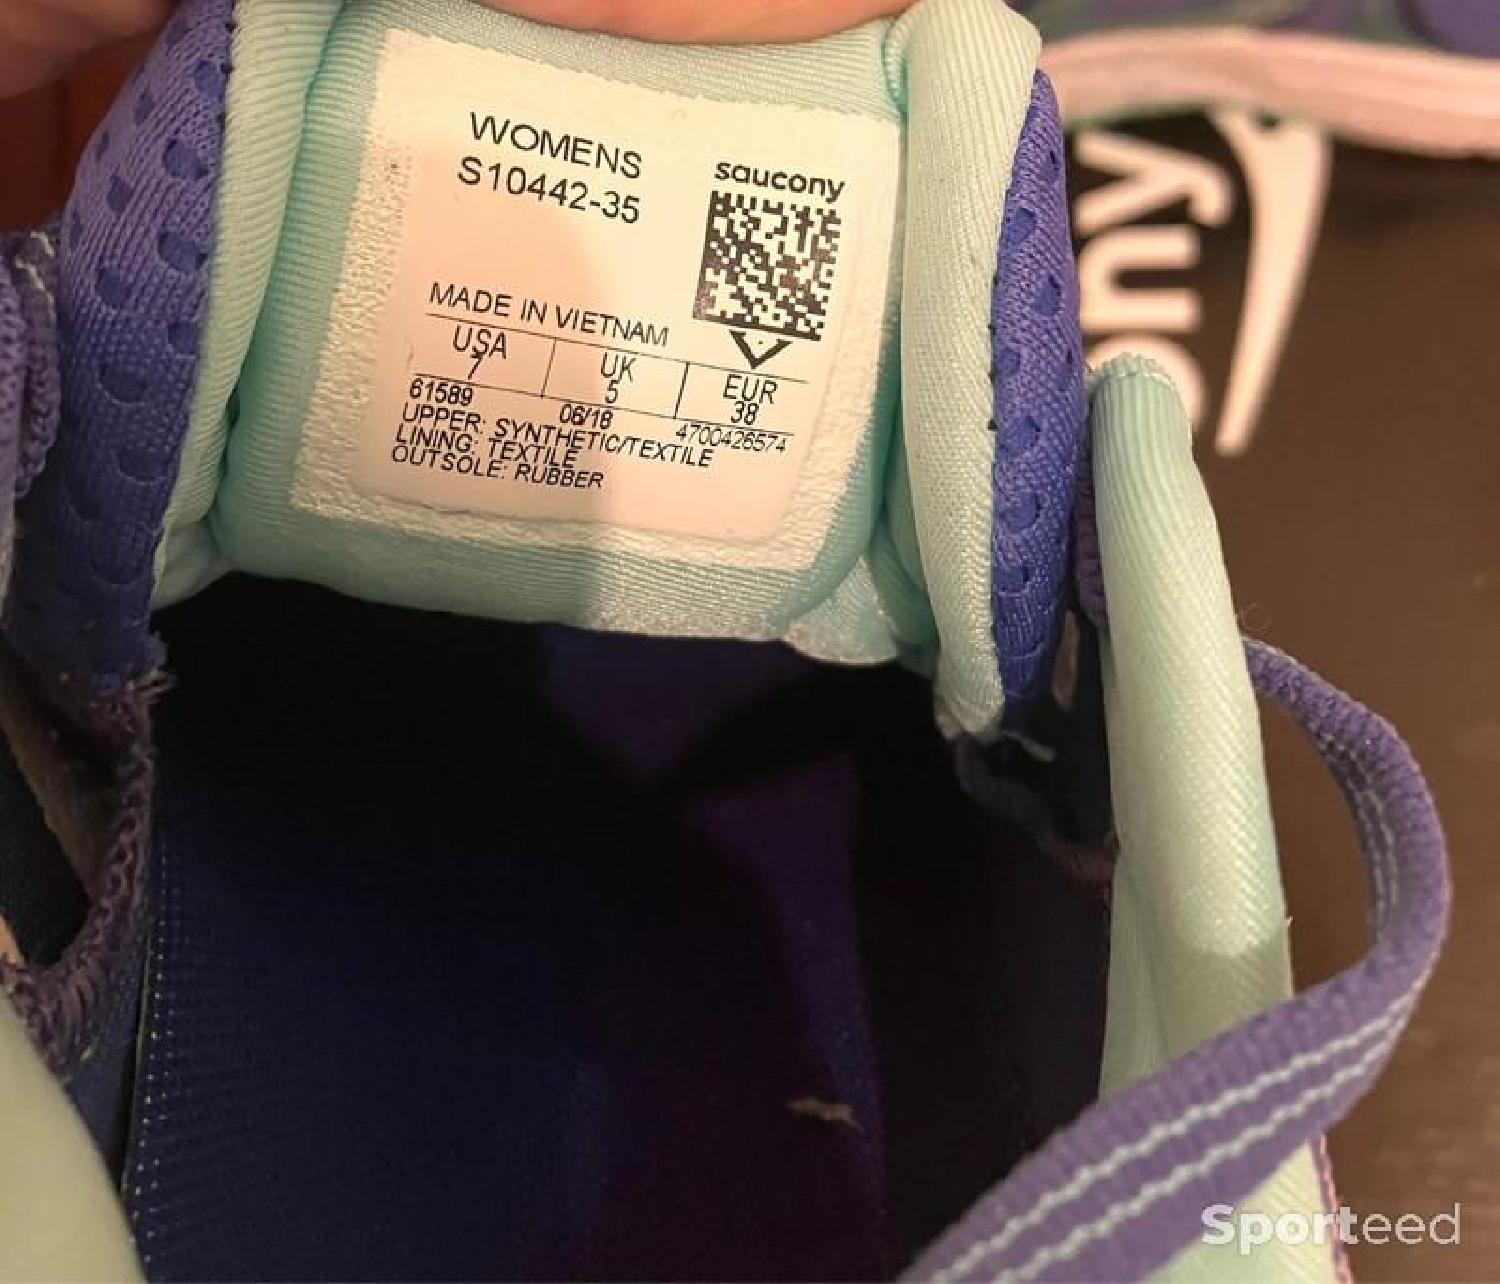 WOMENS
S10442-35
saucony
MADE IN VIETNAM
USA UK EUR
7 5 38
61589 06/18 4700426574
UPPER: SYNTHETIC/TEXTILE
LINING: TEXTILE
OUTSOLE: RUBBER
ony
Sporteed